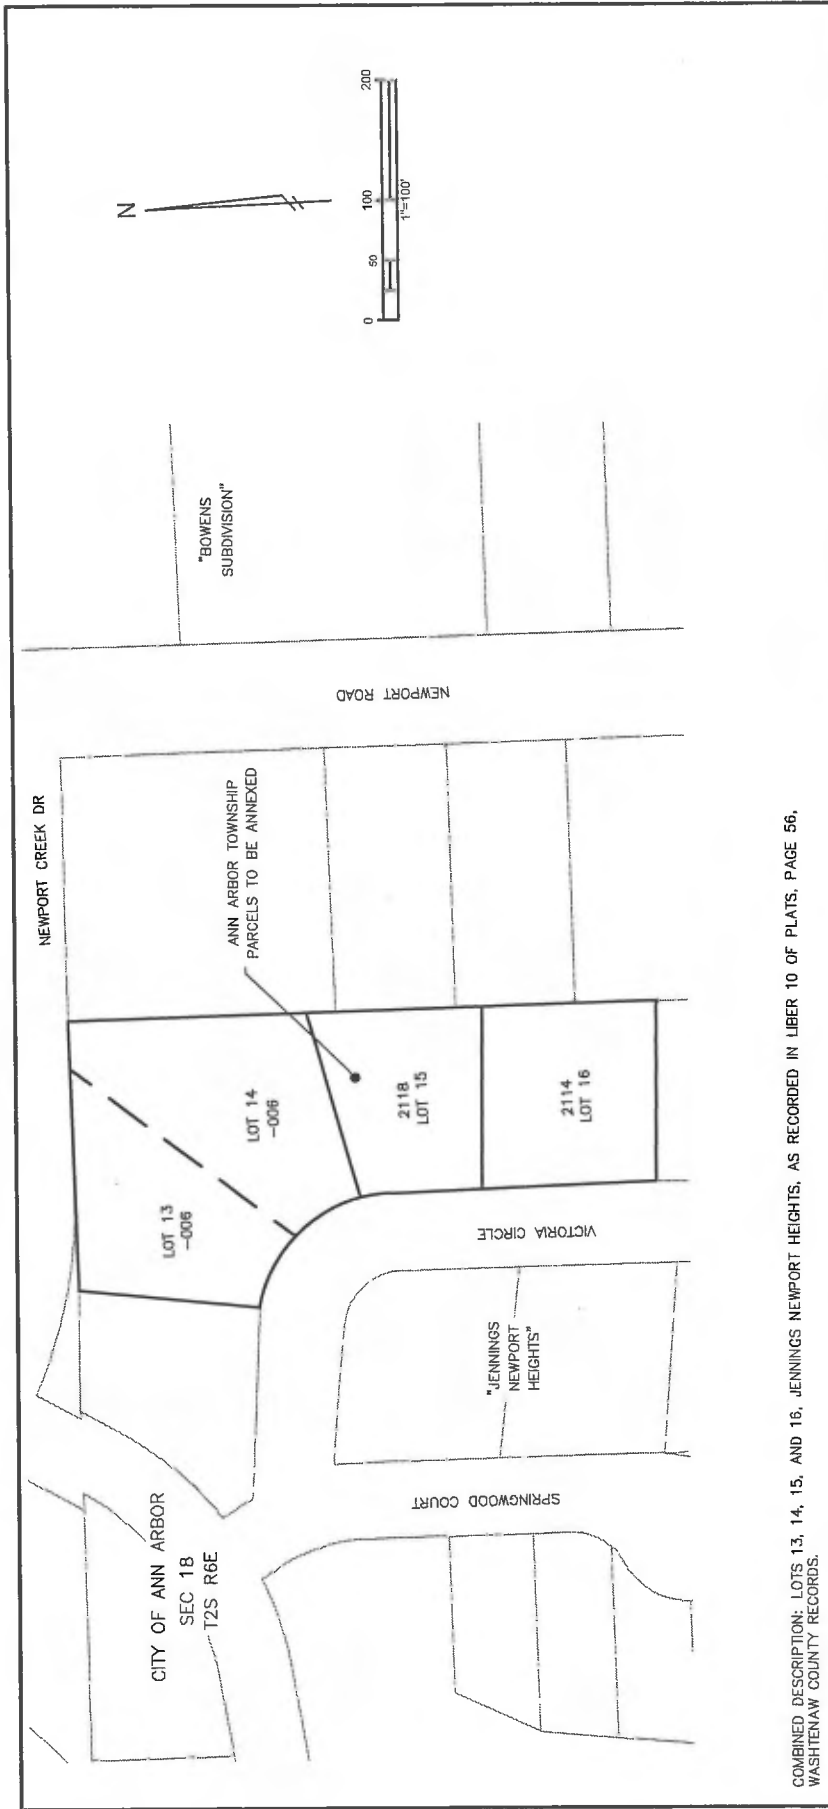 N
0
50
100
200
1"=100'
NEWPORT CREEK DR
"BOWENS
SUBDIVISION"
NEWPORT ROAD
ANN ARBOR TOWNSHIP
PARCELS TO BE ANNEXED
LOT 13
-006
LOT 14
-006
2118
LOT 15
2114
LOT 16
VICTORIA CIRCLE
"JENNINGS
NEWPORT
HEIGHTS"
SPRINGWOOD COURT
CITY OF ANN ARBOR
SEC 18
T2S R6E
COMBINED DESCRIPTION: LOTS 13, 14, 15, AND 16, JENNINGS NEWPORT HEIGHTS, AS RECORDED IN LIBER 10 OF PLATS, PAGE 56,
WASHTENAW COUNTY RECORDS.